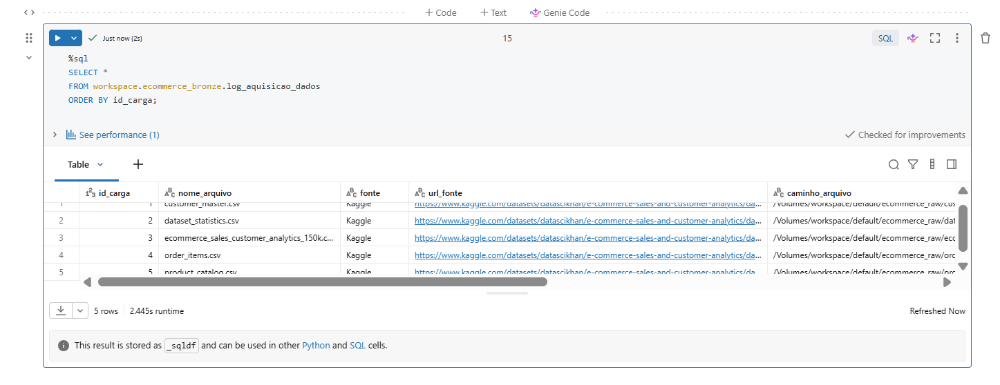 + Code + Text Genie Code
Just now (2s) 15 SQL
%sql
SELECT *
FROM workspace.ecommerce_bronze.log_aquisicao_dados
ORDER BY id_carga;
See performance (1) Checked for improvements
Table +
id_carga nome_arquivo fonte url_fonte caminho_arquivo
1 1 customer_master.csv Kaggle https://www.kaggle.com/datasets/datascikhan/e-commerce-sales-and-customer-analytics/da... /Volumes/workspace/default/ecommerce_raw/cus
2 2 dataset_statistics.csv Kaggle https://www.kaggle.com/datasets/datascikhan/e-commerce-sales-and-customer-analytics/da... /Volumes/workspace/default/ecommerce_raw/dat
3 3 ecommerce_sales_customer_analytics_150k.c... Kaggle https://www.kaggle.com/datasets/datascikhan/e-commerce-sales-and-customer-analytics/da... /Volumes/workspace/default/ecommerce_raw/eco
4 4 order_items.csv Kaggle https://www.kaggle.com/datasets/datascikhan/e-commerce-sales-and-customer-analytics/da... /Volumes/workspace/default/ecommerce_raw/orc
5 5 product_catalog.csv Kaggle https://www.kaggle.com/datasets/datascikhan/e-commerce-sales-and-customer-analytics/da... /Volumes/workspace/default/ecommerce_raw/pro
5 rows 2.445s runtime Refreshed Now
This result is stored as _sqldf and can be used in other Python and SQL cells.